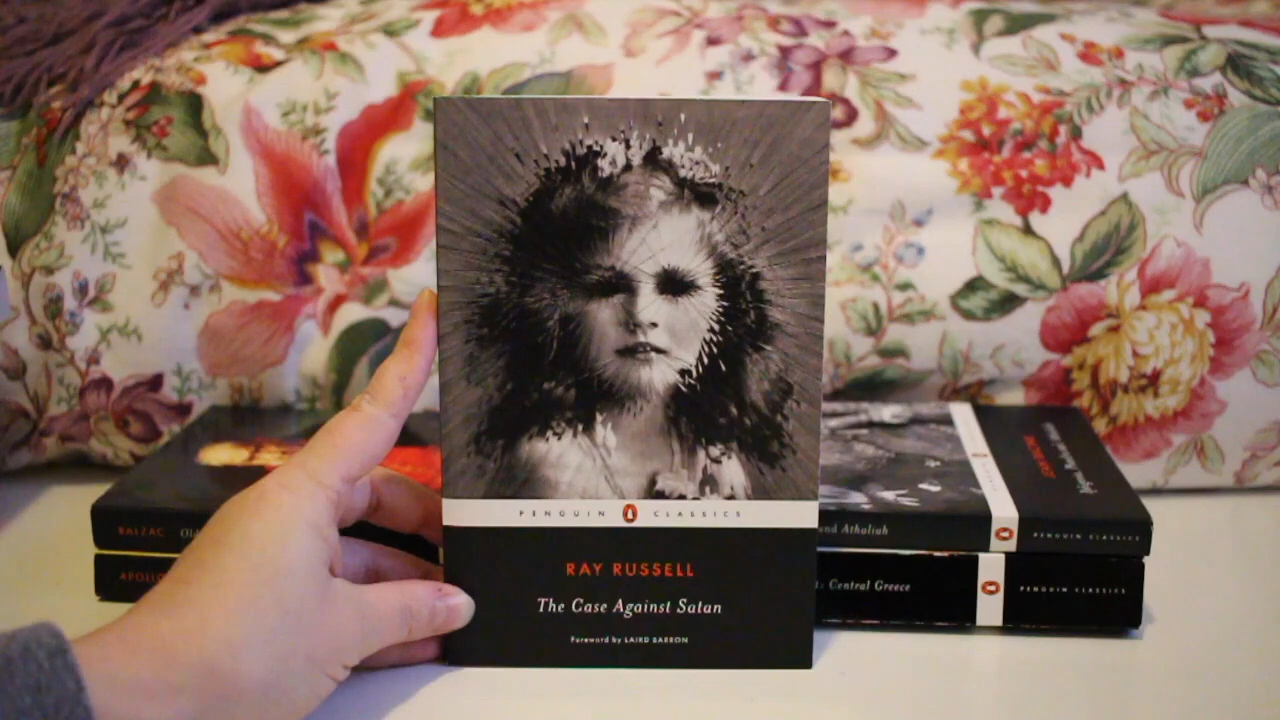 PENGUIN CLASSICS
RAY RUSSELL
The Case Against Satan
Foreword by LAIRD BARRON
BALZAC Ol
APOLLO
and Athaliah
PENGUIN CLASSICS
: Central Greece
PENGUIN CLASSICS